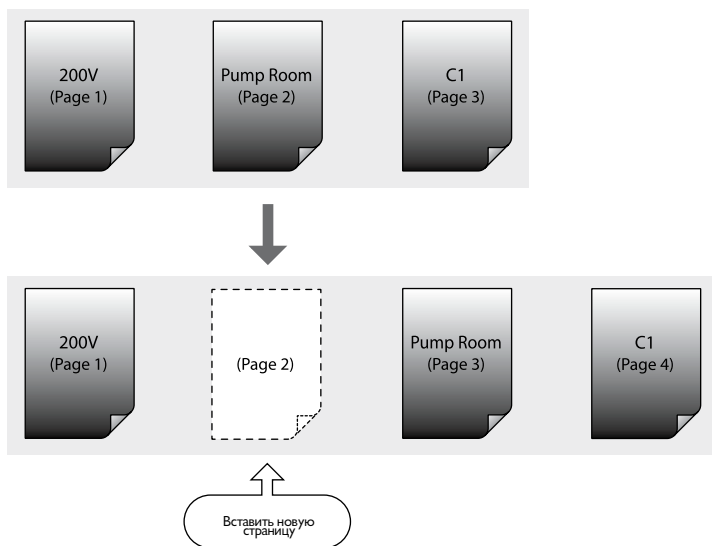 200V
(Page 1)
Pump Room
(Page 2)
C1
(Page 3)
200V
(Page 1)
(Page 2)
Pump Room
(Page 3)
C1
(Page 4)
Вставить новую
страницу